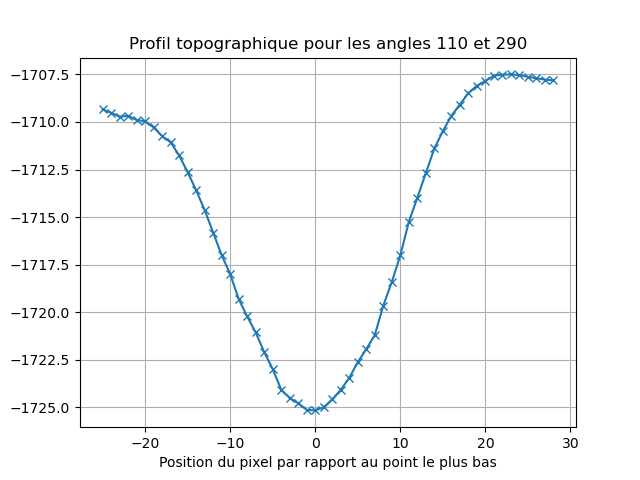 Profil topographique pour les angles 110 et 290
−1707.5
−1710.0
−1712.5
−1715.0
−1717.5
−1720.0
−1722.5
−1725.0
−20 −10 0 10 20 30
Position du pixel par rapport au point le plus bas